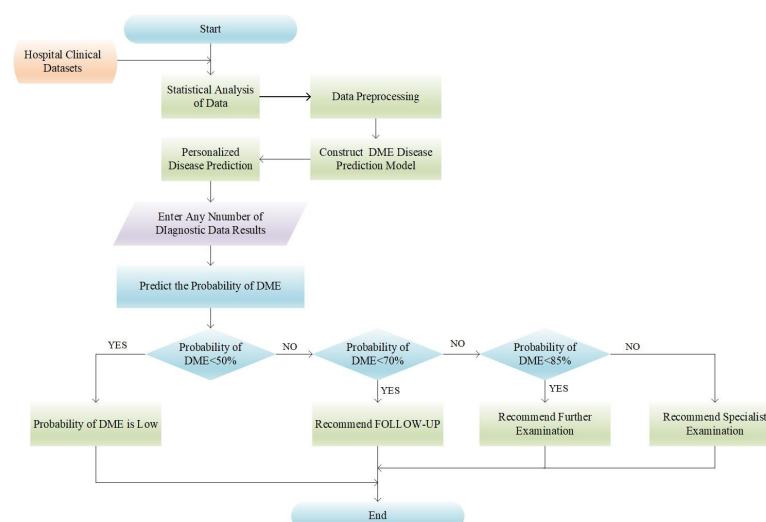 Start
Hospital Clinical
Datasets
Statistical Analysis
of Data
Data Preprocessing
Personalized
Disease Prediction
Construct DME Disease
Prediction Model
Enter Any Nnumber of
DIagnostic Data Results
Predict the Probability of DME
YES
Probability of
DME<50%
NO
Probability of
DME<70%
NO
Probability of
DME<85%
NO
YES
YES
Probability of DME is Low
Recommend FOLLOW-UP
Recommend Further
Examination
Recommend Specialist
Examination
End